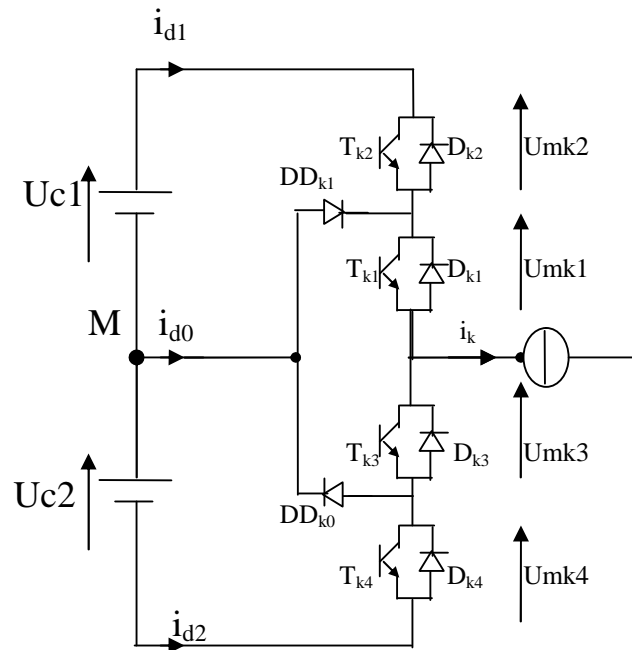 i_d1
T_k2 D_k2 Umk2
DD_k1
Uc1
T_k1 D_k1 Umk1
M i_d0 i_k
T_k3 D_k3 Umk3
Uc2 DD_k0
T_k4 D_k4 Umk4
i_d2